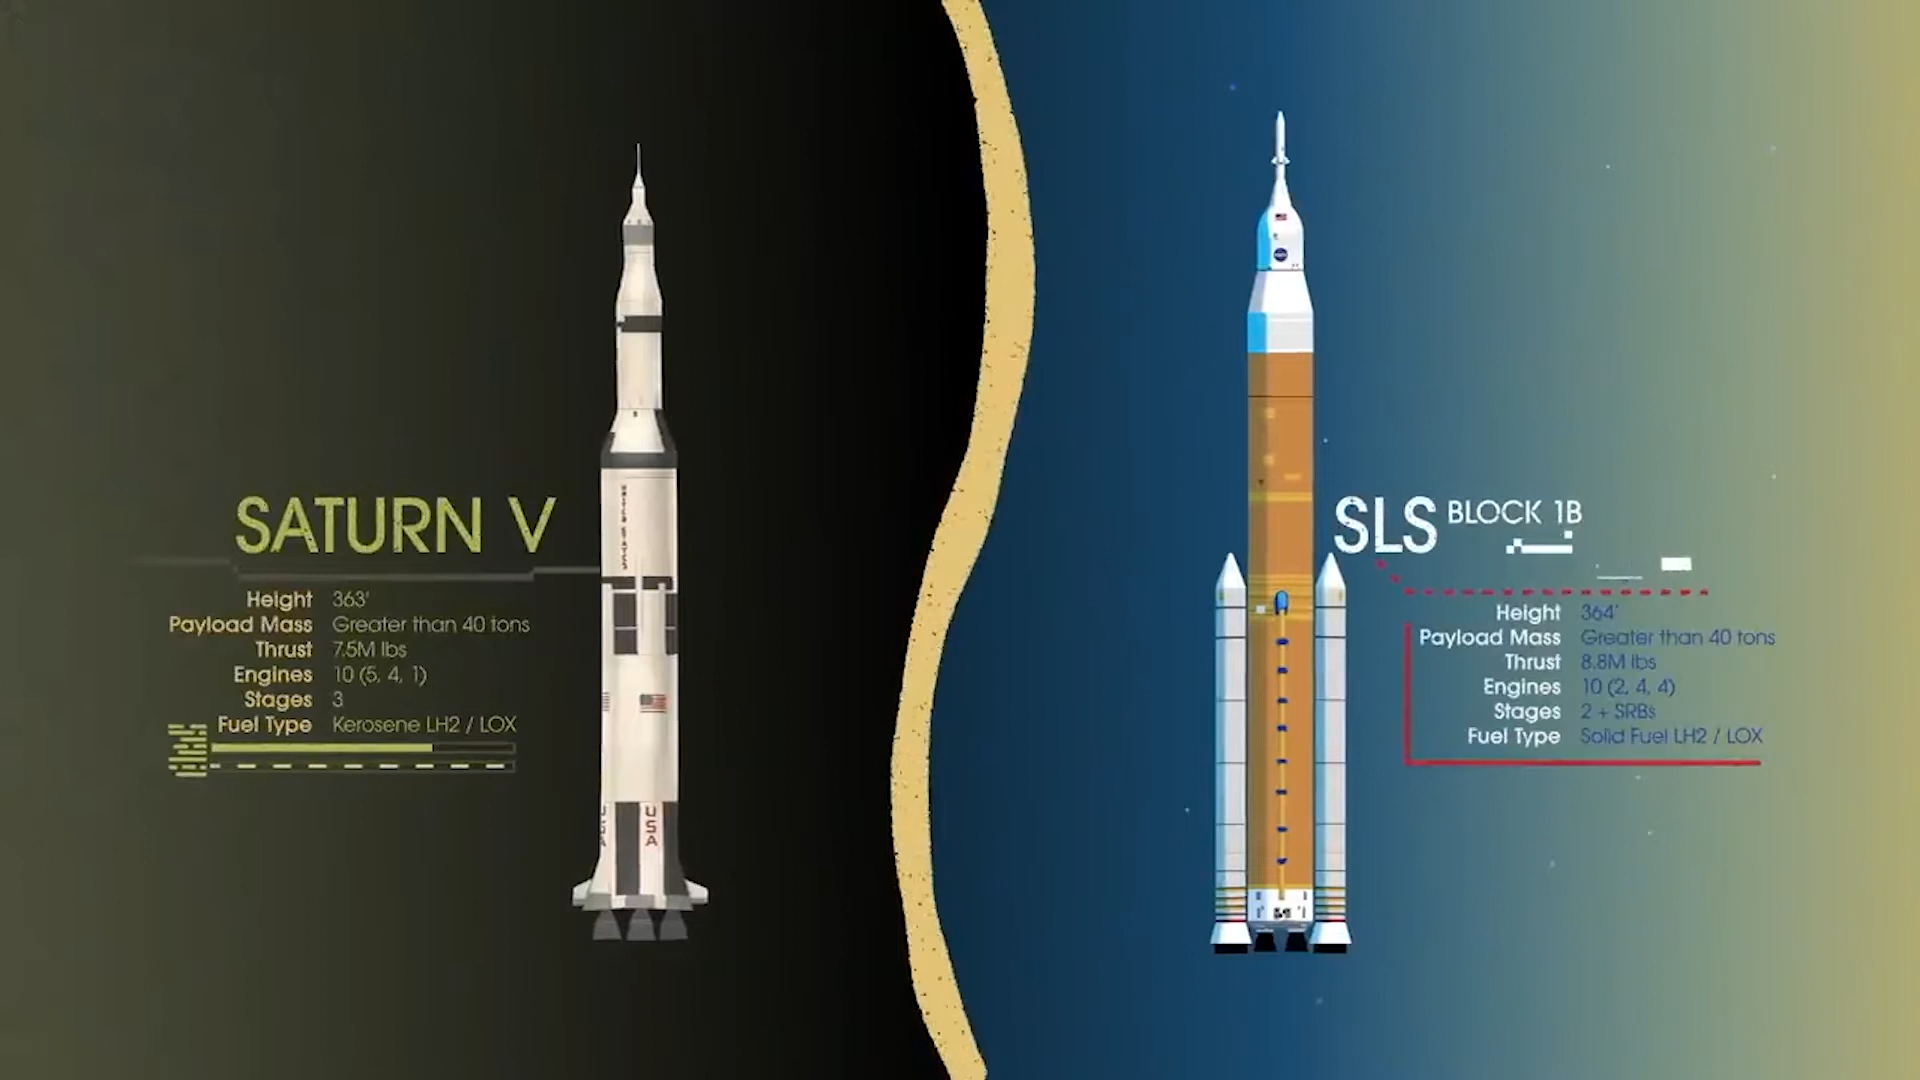 SATURN V
Height 363'
Payload Mass Greater than 40 tons
Thrust 7.5M lbs
Engines 10 (5, 4, 1)
Stages 3
Fuel Type Kerosene LH2 / LOX
UNITED STATES
USA
USA
SLS BLOCK 1B
Height 364'
Payload Mass Greater than 40 tons
Thrust 8.8M lbs
Engines 10 (2, 4, 4)
Stages 2 + SRBs
Fuel Type Solid Fuel LH2 / LOX